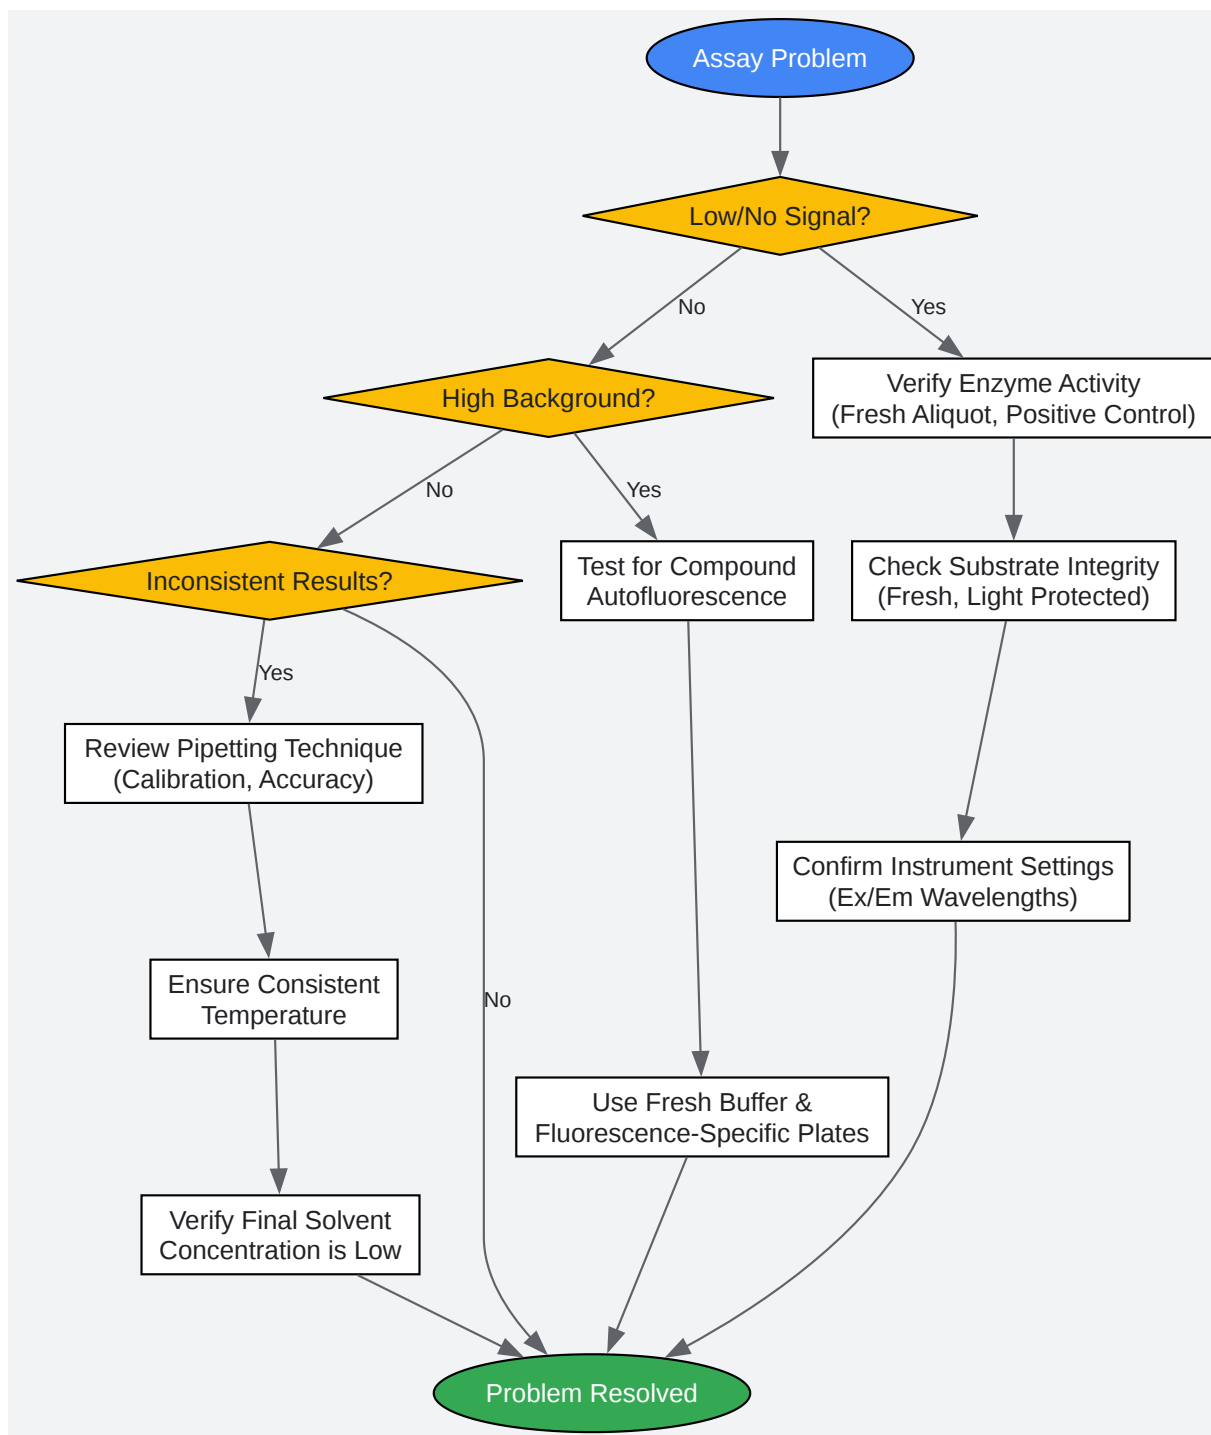 Assay Problem
Low/No Signal?
No
Yes
High Background?
Verify Enzyme Activity
(Fresh Aliquot, Positive Control)
No
Yes
Inconsistent Results?
Test for Compound
Autofluorescence
Check Substrate Integrity
(Fresh, Light Protected)
Yes
Review Pipetting Technique
(Calibration, Accuracy)
Confirm Instrument Settings
(Ex/Em Wavelengths)
Ensure Consistent
Temperature
No
Use Fresh Buffer &
Fluorescence-Specific Plates
Verify Final Solvent
Concentration is Low
Problem Resolved